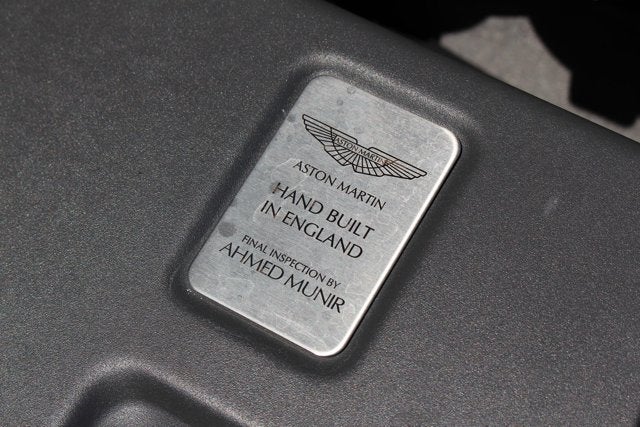 ASTON MARTIN
ASTON MARTIN
HAND BUILT
IN ENGLAND
FINAL INSPECTION BY
AHMED MUNIR